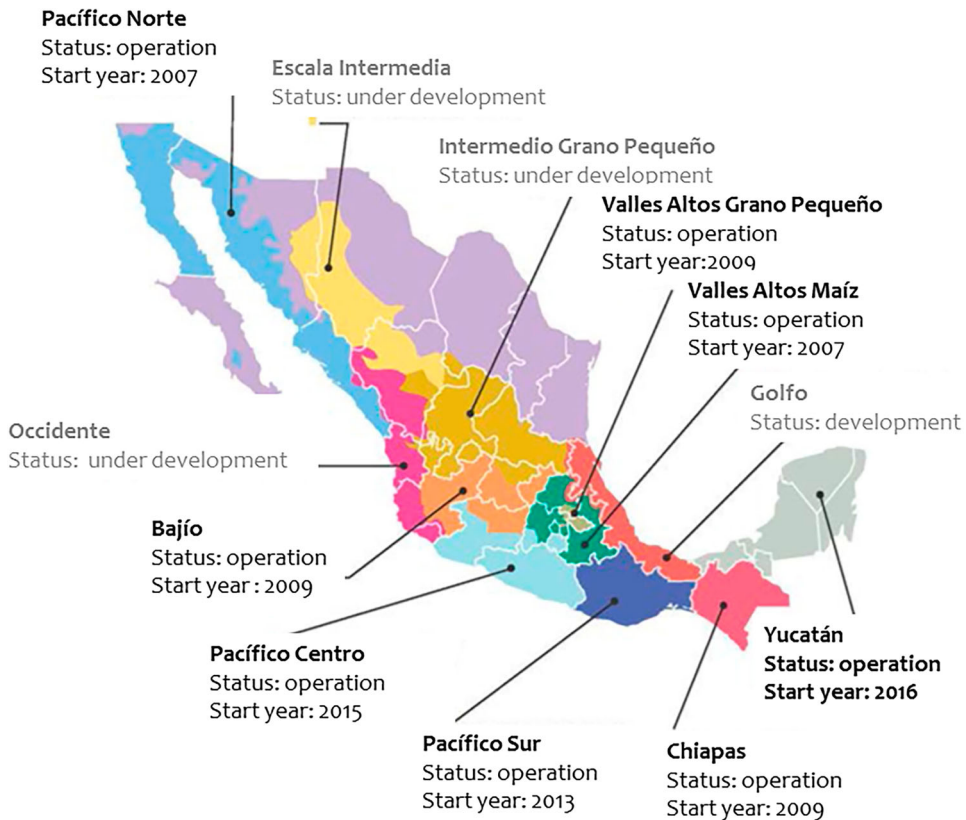 Pacífico Norte
Status: operation
Start year: 2007
Escala Intermedia
Status: under development
Intermedio Grano Pequeño
Status: under development
Valles Altos Grano Pequeño
Status: operation
Start year:2009
Valles Altos Maíz
Status: operation
Start year: 2007
Golfo
Status: development
Occidente
Status: under development
Bajío
Status: operation
Start year : 2009
Pacífico Centro
Status: operation
Start year: 2015
Pacífico Sur
Status: operation
Start year: 2013
Chiapas
Status: operation
Start year: 2009
Yucatán
Status: operation
Start year: 2016